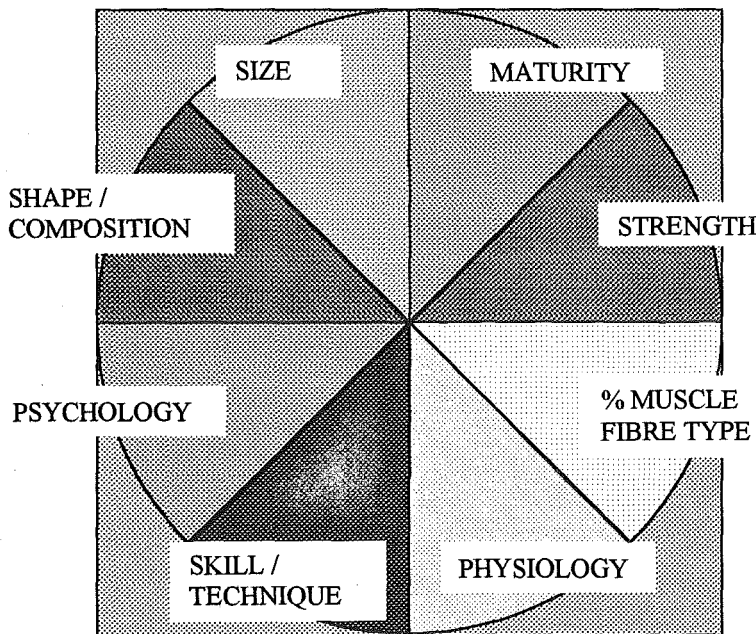 SIZE
MATURITY
SHAPE /
COMPOSITION
STRENGTH
PSYCHOLOGY
% MUSCLE
FIBRE TYPE
SKILL /
TECHNIQUE
PHYSIOLOGY